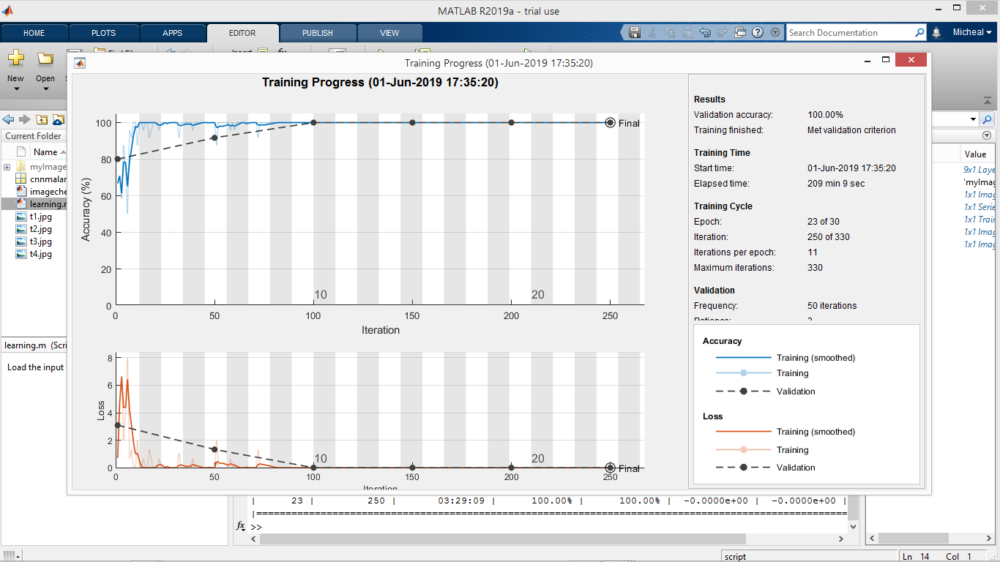 MATLAB R2019a - trial use
HOME PLOTS APPS EDITOR PUBLISH VIEW
Search Documentation
Micheal
New
Open
Training Progress (01-Jun-2019 17:35:20)
Current Folder
Name
Value
myImage
cnnmalar
imageche
learning.m
t1.jpg
t2.jpg
t3.jpg
t4.jpg
9x1 Laye
'myImag
1x1 Imag
1x1 Serie
1x1 Train
1x1 Imag
1x1 Imag
learning.m (Scri
Load the input
Training Progress (01-Jun-2019 17:35:20)
Accuracy (%)
100
80
60
40
20
0
10
20
Final
0 50 100 150 200 250
Iteration
Loss
8
6
4
2
0
10
20
Final
0 50 100 150 200 250
Iteration
Results
Validation accuracy: 100.00%
Training finished: Met validation criterion
Training Time
Start time: 01-Jun-2019 17:35:20
Elapsed time: 209 min 9 sec
Training Cycle
Epoch: 23 of 30
Iteration: 250 of 330
Iterations per epoch: 11
Maximum iterations: 330
Validation
Frequency: 50 iterations
Accuracy
Training (smoothed)
Training
Validation
Loss
Training (smoothed)
Training
Validation
| 23 | 250 | 03:29:09 | 100.00% | 100.00% | -0.0000e+00 | -0.0000e+00 |
fx >>
script
Ln 14 Col 1